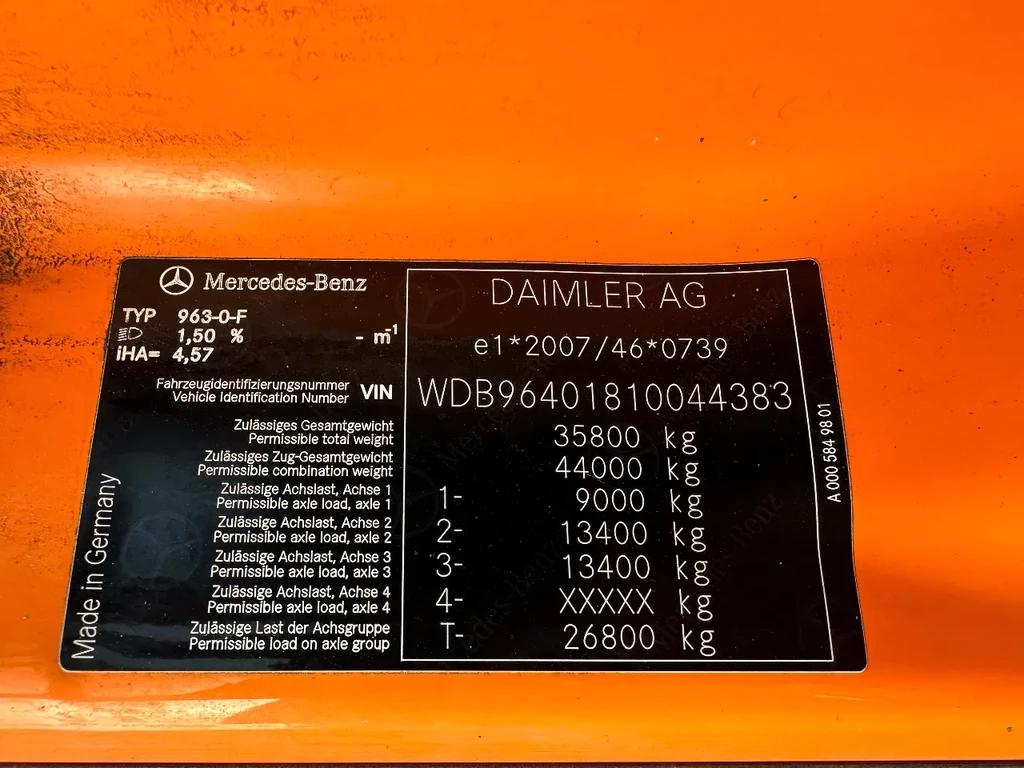 Mercedes-Benz
TYP 963-0-F
1,50 % - m-1
iHA= 4,57
DAIMLER AG
e1*2007/46*0739
Fahrzeugidentifizierungsnummer
Vehicle Identification Number VIN WDB96401810044383
Zulässiges Gesamtgewicht
Permissible total weight 35800 kg
Zulässiges Zug-Gesamtgewicht
Permissible combination weight 44000 kg
Zulässige Achslast, Achse 1
Permissible axle load, axle 1 1- 9000 kg
Zulässige Achslast, Achse 2
Permissible axle load, axle 2 2- 13400 kg
Zulässige Achslast, Achse 3
Permissible axle load, axle 3 3- 13400 kg
Zulässige Achslast, Achse 4
Permissible axle load, axle 4 4- XXXXX kg
Zulässige Last der Achsgruppe
Permissible load on axle group T- 26800 kg
Made in Germany
A 000 584 98 01